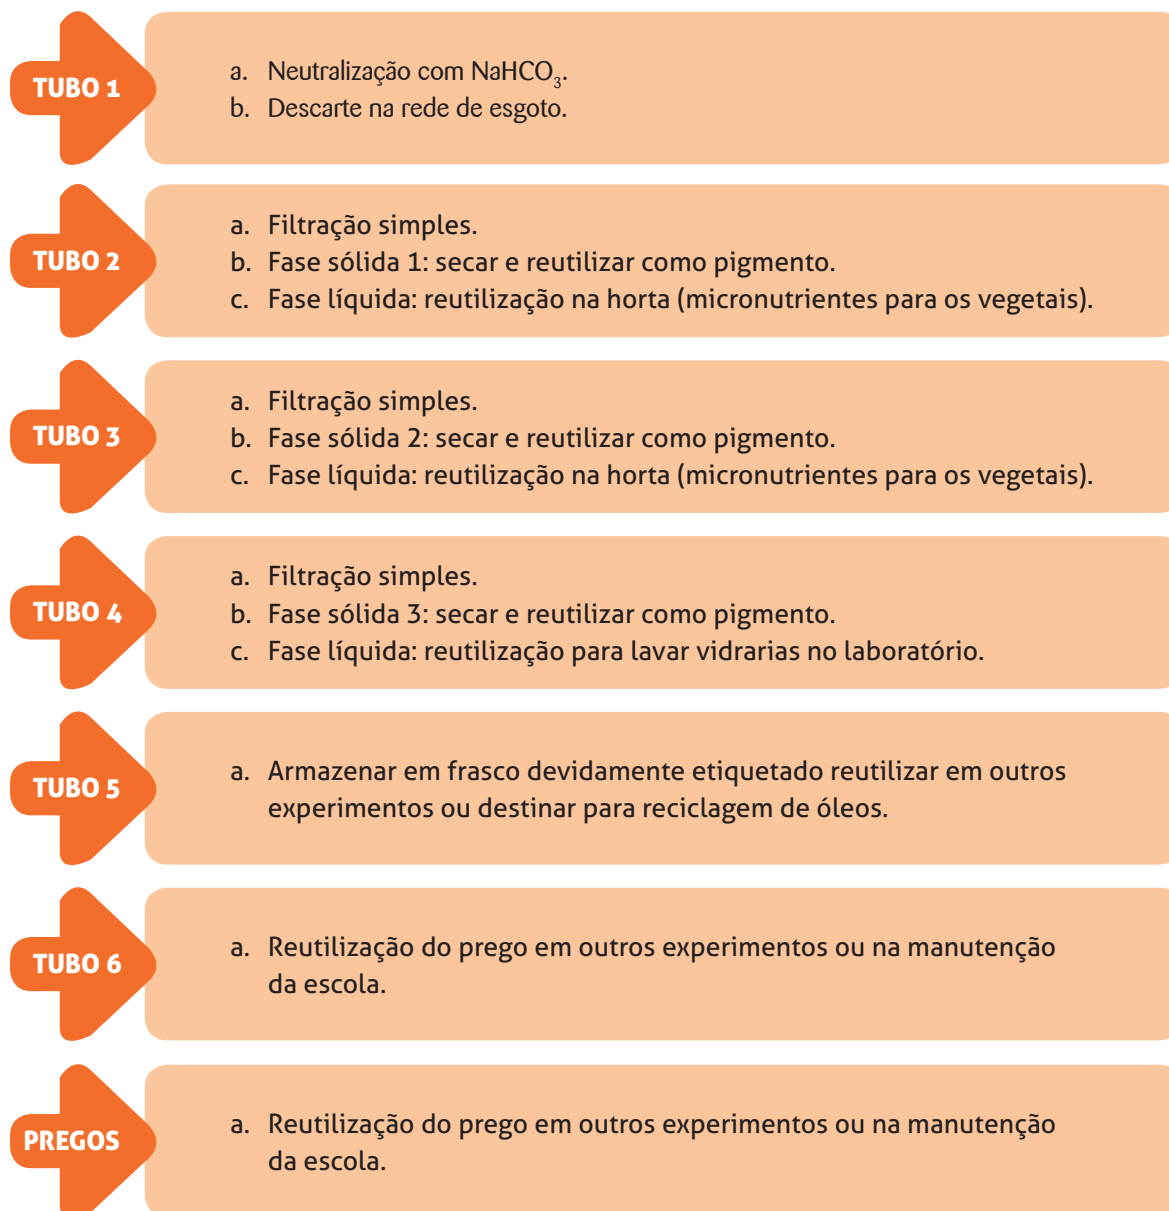 TUBO 1
a. Neutralização com NaHCO₃.
b. Descarte na rede de esgoto.
TUBO 2
a. Filtração simples.
b. Fase sólida 1: secar e reutilizar como pigmento.
c. Fase líquida: reutilização na horta (micronutrientes para os vegetais).
TUBO 3
a. Filtração simples.
b. Fase sólida 2: secar e reutilizar como pigmento.
c. Fase líquida: reutilização na horta (micronutrientes para os vegetais).
TUBO 4
a. Filtração simples.
b. Fase sólida 3: secar e reutilizar como pigmento.
c. Fase líquida: reutilização para lavar vidrarias no laboratório.
TUBO 5
a. Armazenar em frasco devidamente etiquetado reutilizar em outros
experimentos ou destinar para reciclagem de óleos.
TUBO 6
a. Reutilização do prego em outros experimentos ou na manutenção
da escola.
PREGOS
a. Reutilização do prego em outros experimentos ou na manutenção
da escola.